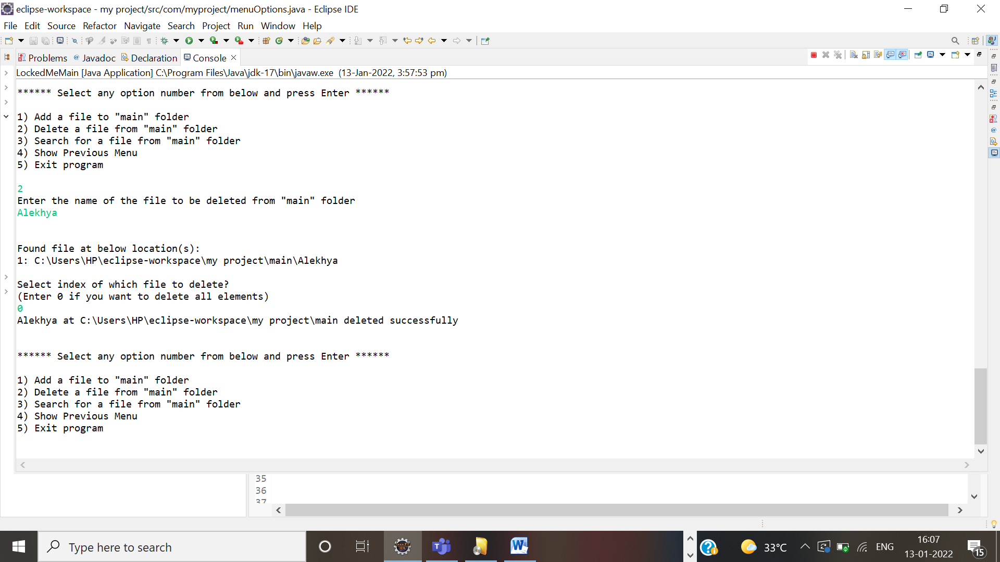 eclipse-workspace - my project/src/com/myproject/menuOptions.java - Eclipse IDE
File Edit Source Refactor Navigate Search Project Run Window Help
Problems @ Javadoc Declaration Console
LockedMeMain [Java Application] C:\Program Files\Java\jdk-17\bin\javaw.exe (13-Jan-2022, 3:57:53 pm)
****** Select any option number from below and press Enter ******
1) Add a file to "main" folder
2) Delete a file from "main" folder
3) Search for a file from "main" folder
4) Show Previous Menu
5) Exit program
2
Enter the name of the file to be deleted from "main" folder
Alekhya
Found file at below location(s):
1: C:\Users\HP\eclipse-workspace\my project\main\Alekhya
Select index of which file to delete?
(Enter 0 if you want to delete all elements)
0
Alekhya at C:\Users\HP\eclipse-workspace\my project\main deleted successfully
****** Select any option number from below and press Enter ******
1) Add a file to "main" folder
2) Delete a file from "main" folder
3) Search for a file from "main" folder
4) Show Previous Menu
5) Exit program
35
36
37
Type here to search
33°C
ENG
16:07
13-01-2022
15